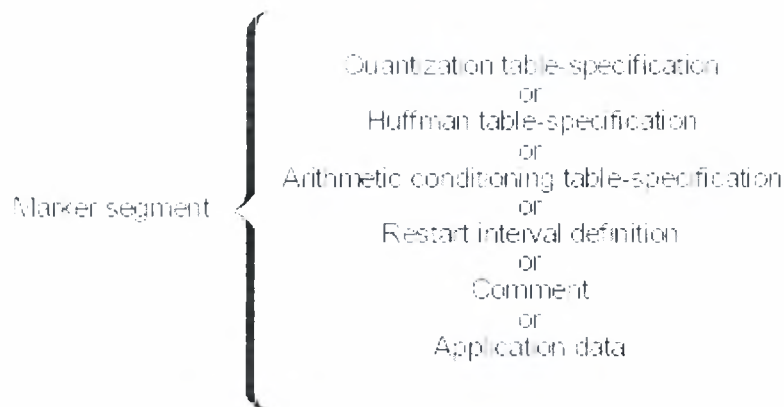 Quantization table-specification
or
Huffman table-specification
or
Arithmetic conditioning table-specification
or
Marker segment
Restart interval definition
or
Comment
or
Application data